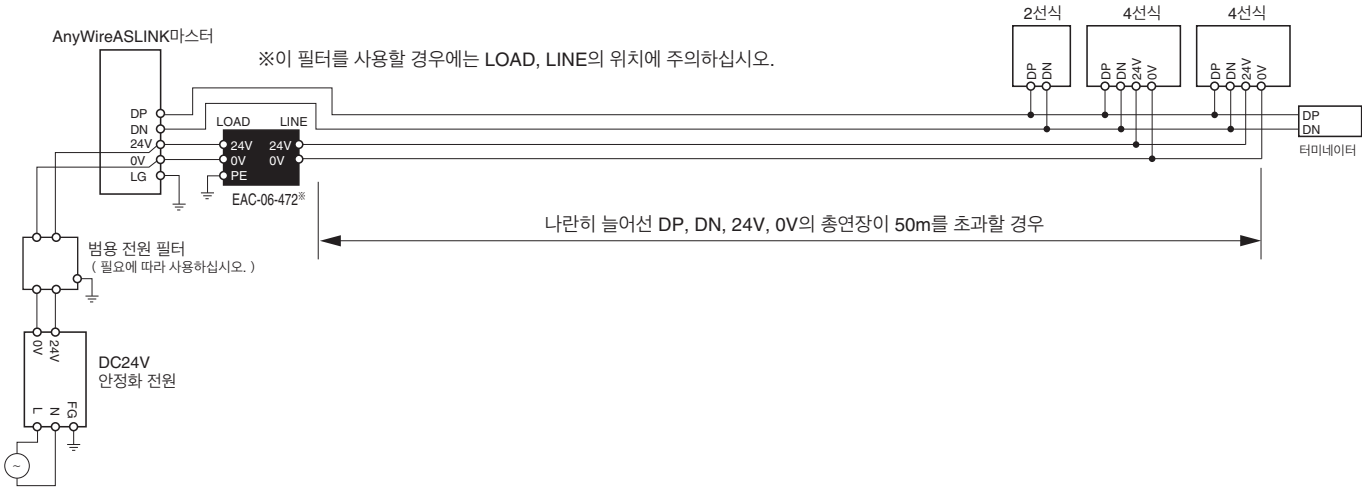 AnyWireASLINK마스터
※이 필터를 사용할 경우에는 LOAD, LINE의 위치에 주의하십시오.
2선식
4선식
4선식
DP
DN
DP
DN
24V
0V
DP
DN
24V
0V
DP
DN
24V
0V
LG
LOAD
LINE
24V
24V
0V
0V
PE
EAC-06-472※
DP
DN
터미네이터
나란히 늘어선 DP, DN, 24V, 0V의 총연장이 50m를 초과할 경우
범용 전원 필터
( 필요에 따라 사용하십시오. )
0V
24V
DC24V
안정화 전원
L
N
FG
~